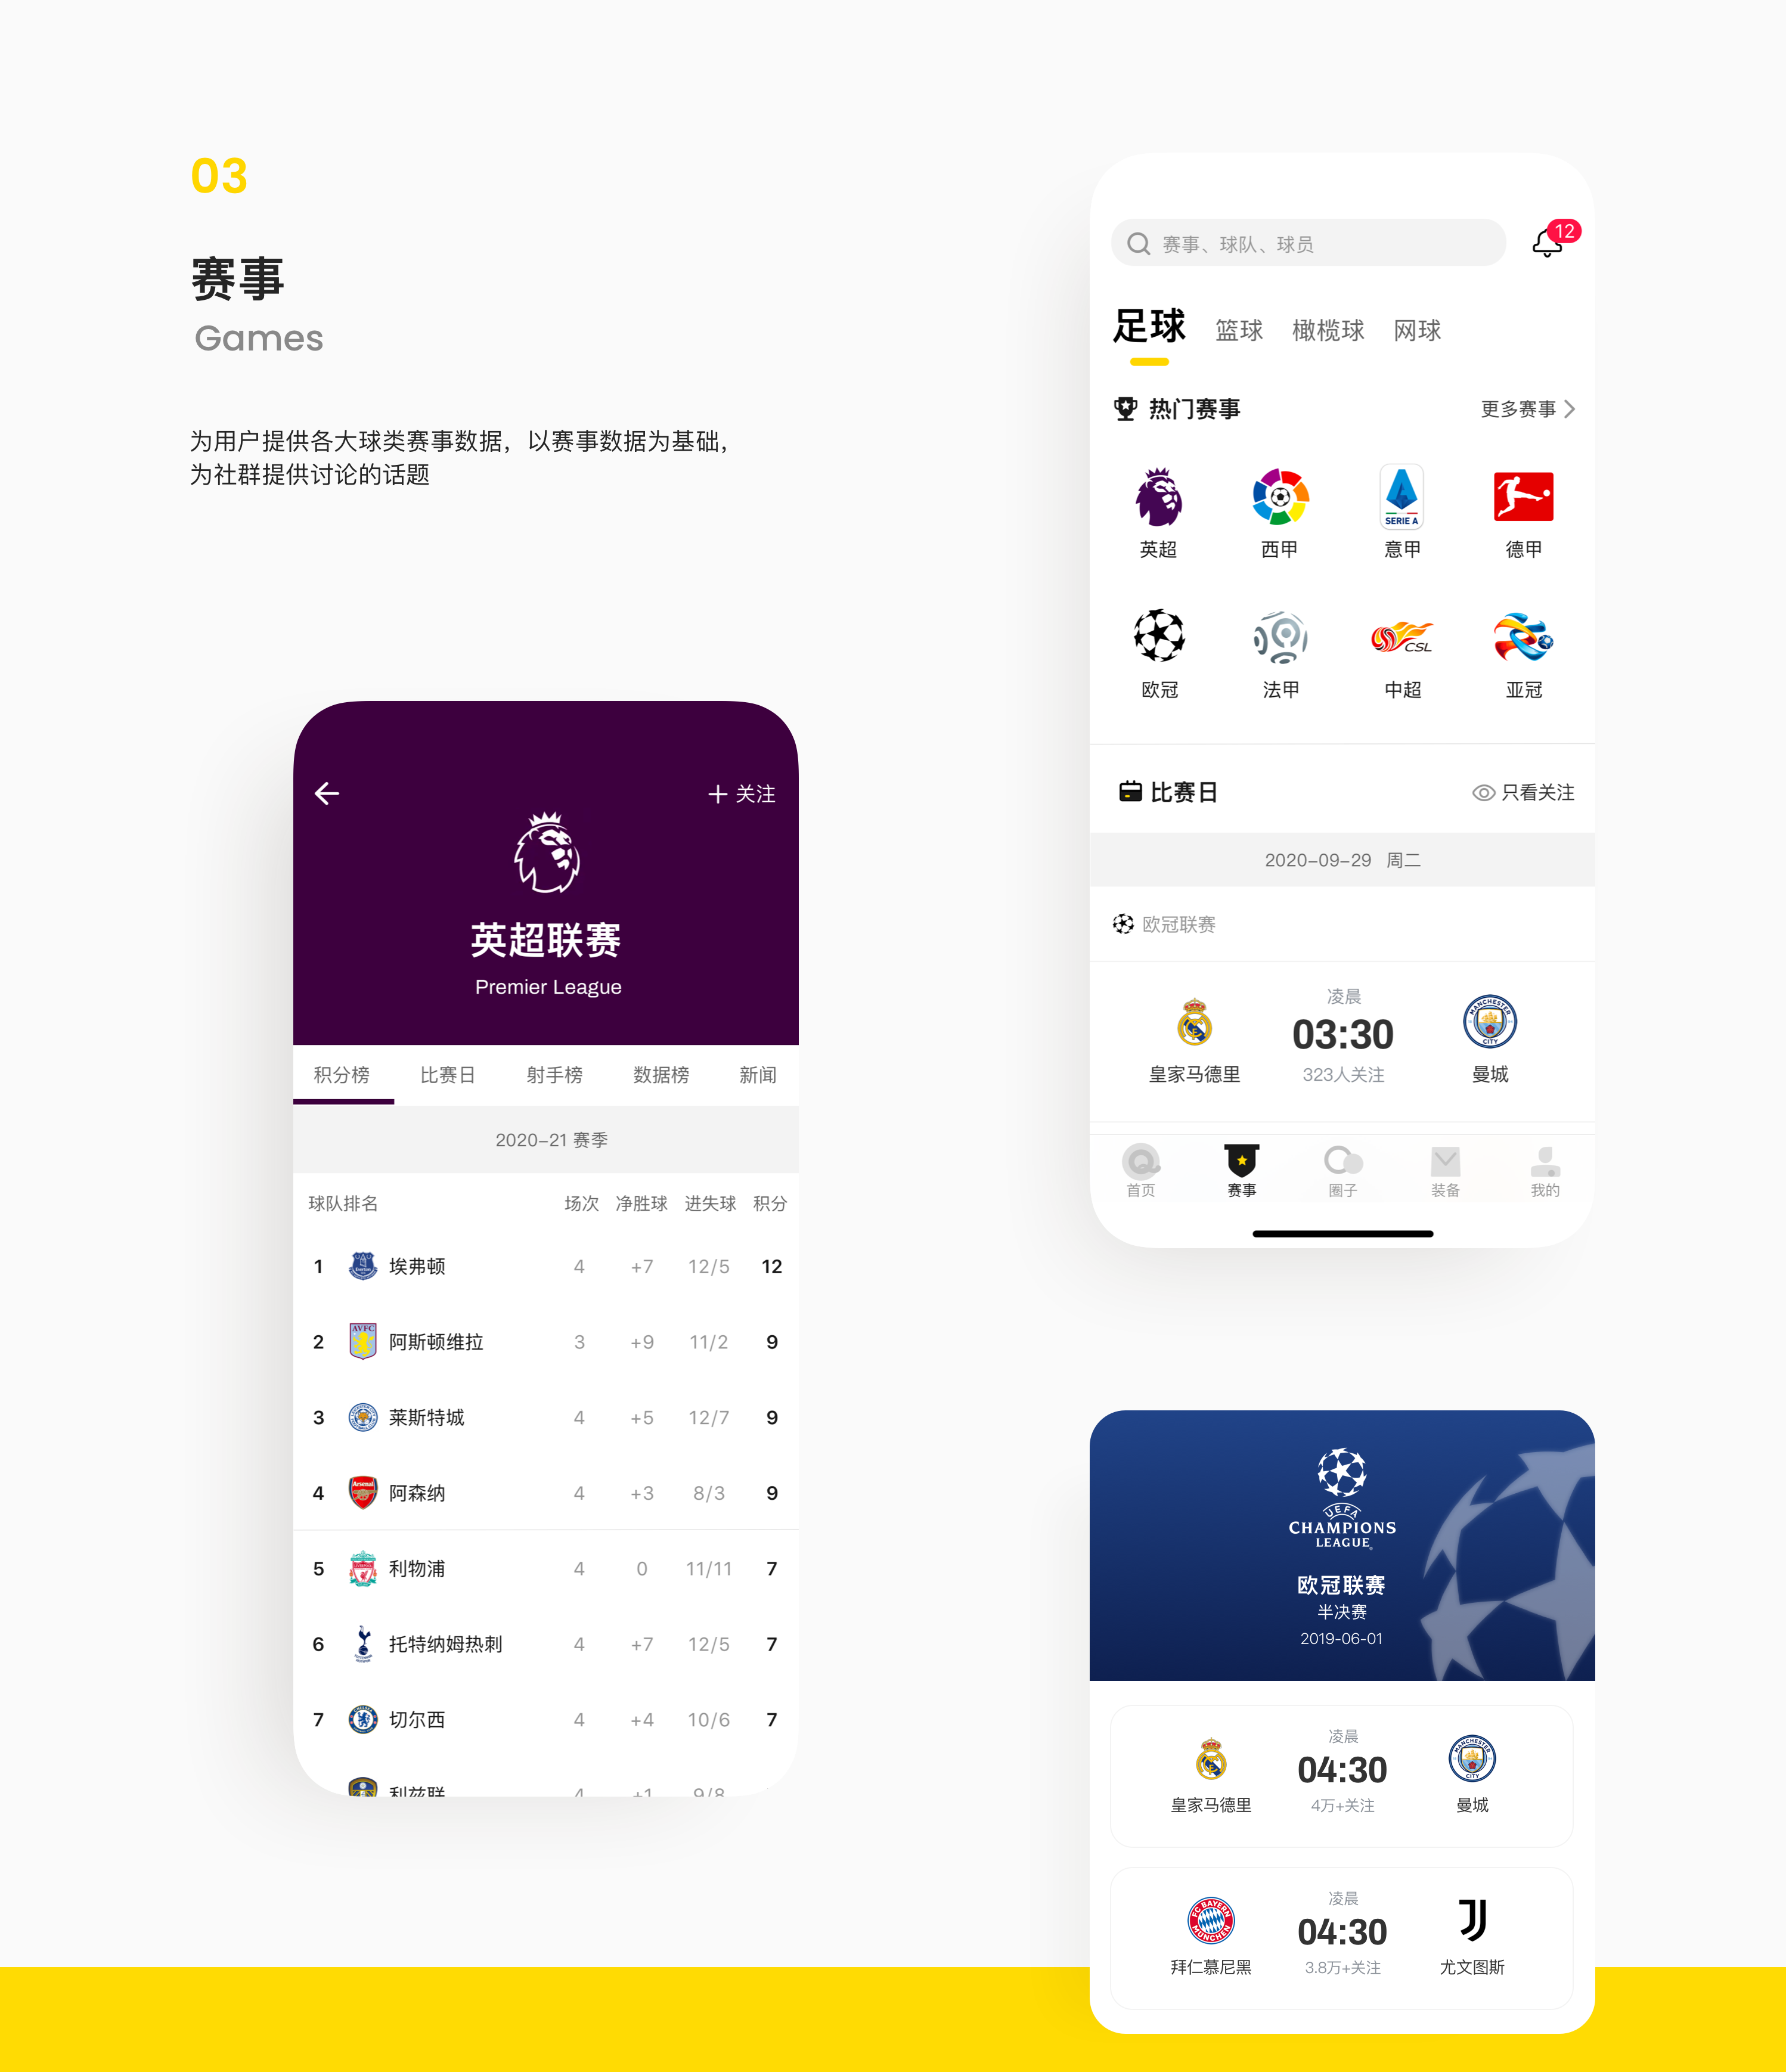 03
赛事
Games
为用户提供各大球类赛事数据，以赛事数据为基础，
为社群提供讨论的话题
赛事、球队、球员
12
足球 篮球 橄榄球 网球
热门赛事 更多赛事
SERIE A
英超 西甲 意甲 德甲
CSL
欧冠 法甲 中超 亚冠
比赛日 只看关注
2020-09-29 周二
欧冠联赛
凌晨
03:30
MANCHESTER
CITY
皇家马德里 323人关注 曼城
首页 赛事 圈子 装备 我的
关注
英超联赛
Premier League
积分榜 比赛日 射手榜 数据榜 新闻
2020-21 赛季
球队排名 场次 净胜球 进失球 积分
1 Everton 埃弗顿 4 +7 12/5 12
2 AVFC 阿斯顿维拉 3 +9 11/2 9
3 莱斯特城 4 +5 12/7 9
4 Arsenal 阿森纳 4 +3 8/3 9
5 利物浦 4 0 11/11 7
6 托特纳姆热刺 4 +7 12/5 7
7 切尔西 4 +4 10/6 7
利兹联 4 +1 9/8
UEFA
CHAMPIONS
LEAGUE
欧冠联赛
半决赛
2019-06-01
凌晨
04:30
MANCHESTER
CITY
皇家马德里 4万+关注 曼城
凌晨
04:30
FC BAYERN
MÜNCHEN
拜仁慕尼黑 3.8万+关注 尤文图斯